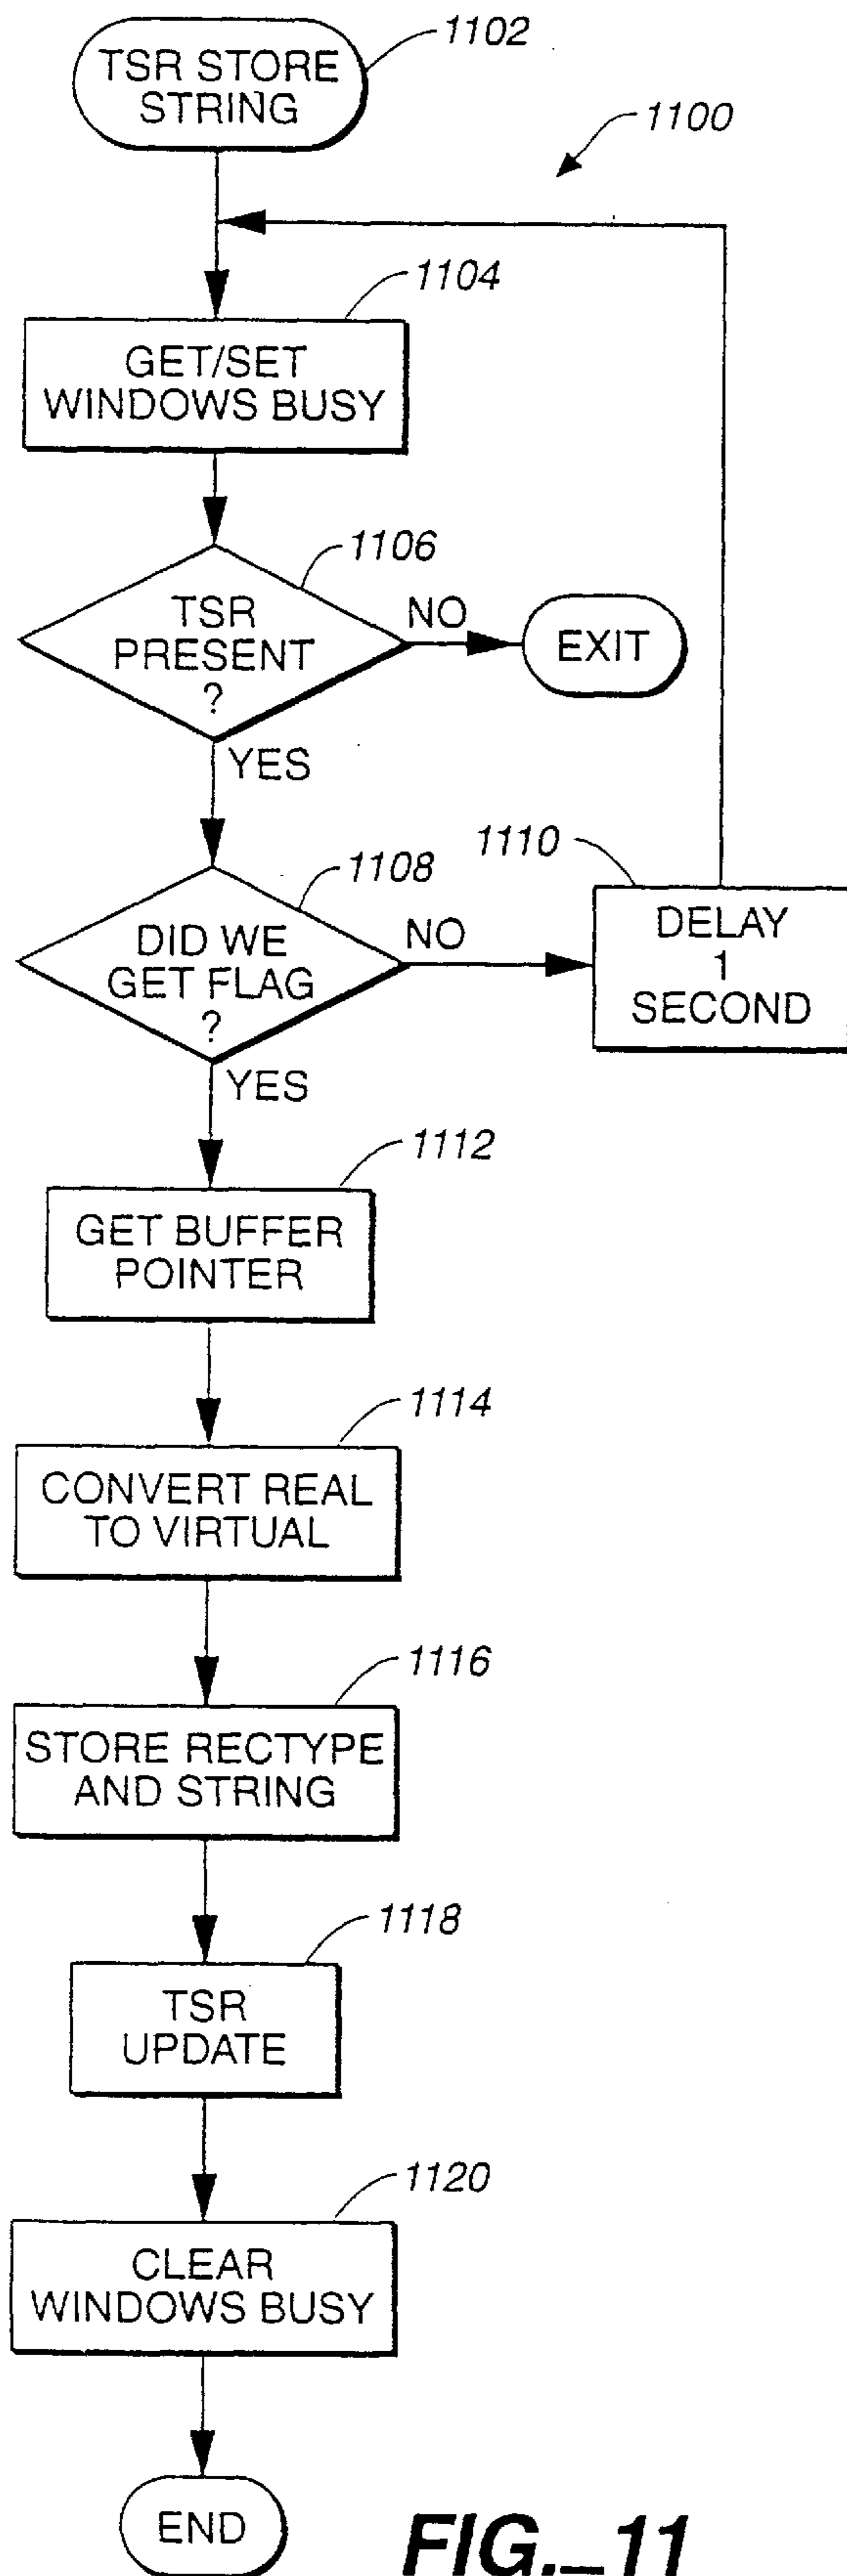 1102
TSR STORE
STRING
1100
1104
GET/SET
WINDOWS BUSY
1106
TSR
PRESENT
?
NO
EXIT
YES
1108
DID WE
GET FLAG
?
NO
1110
DELAY
1
SECOND
YES
1112
GET BUFFER
POINTER
1114
CONVERT REAL
TO VIRTUAL
1116
STORE RECTYPE
AND STRING
1118
TSR
UPDATE
1120
CLEAR
WINDOWS BUSY
END
FIG._11